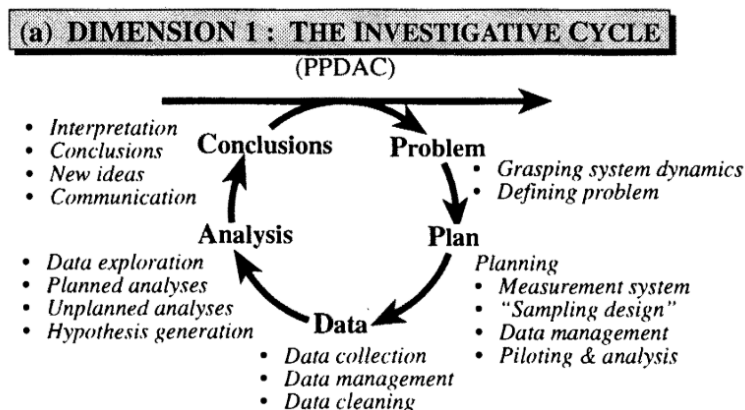 (a) DIMENSION 1 : THE INVESTIGATIVE CYCLE
(PPDAC)
• Interpretation
• Conclusions
• New ideas
• Communication
Conclusions
Problem
• Grasping system dynamics
• Defining problem
Analysis
• Data exploration
• Planned analyses
• Unplanned analyses
• Hypothesis generation
Plan
Planning
• Measurement system
• “Sampling design”
• Data management
• Piloting & analysis
Data
• Data collection
• Data management
• Data cleaning